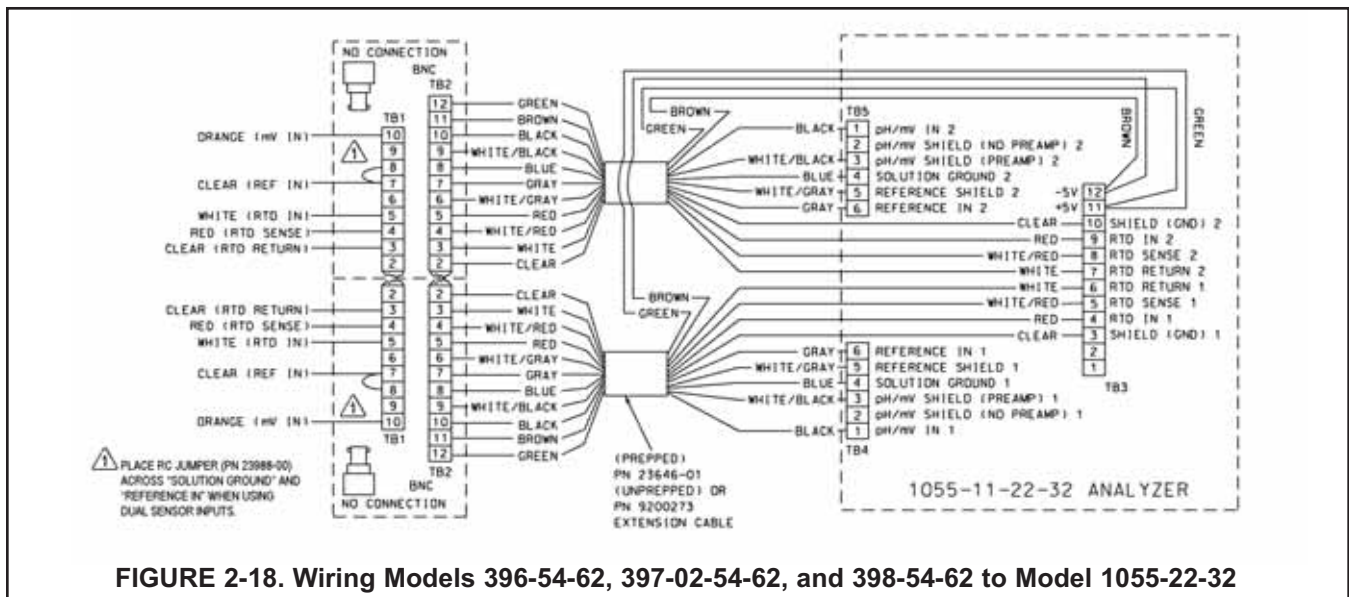 NO CONNECTION
BNC
TB2
TB1
ORANGE (mV IN)
CLEAR (REF IN)
WHITE (RTD IN)
RED (RTD SENSE)
CLEAR (RTD RETURN)
10
9
8
7
6
5
4
3
2
12
11
10
9
8
7
6
5
4
3
2
GREEN
BROWN
BLACK
WHITE/BLACK
BLUE
GRAY
WHITE/GRAY
RED
WHITE/RED
WHITE
CLEAR
CLEAR (RTD RETURN)
RED (RTD SENSE)
WHITE (RTD IN)
CLEAR (REF IN)
ORANGE (mV IN)
2
3
4
5
6
7
8
9
10
TB1
2
3
4
5
6
7
8
9
10
11
12
TB2
BNC
NO CONNECTION
CLEAR
WHITE
WHITE/RED
RED
WHITE/GRAY
GRAY
BLUE
WHITE/BLACK
BLACK
BROWN
GREEN
1
1
1 PLACE RC JUMPER (PN 23988-00)
ACROSS "SOLUTION GROUND" AND
"REFERENCE IN" WHEN USING
DUAL SENSOR INPUTS.
BROWN
GREEN
BROWN
GREEN
(PREPPED)
PN 23646-01
(UNPREPPED) OR
PN 9200273
EXTENSION CABLE
TB5
BLACK 1 pH/mV IN 2
2 pH/mV SHIELD (NO PREAMP) 2
WHITE/BLACK 3 pH/mV SHIELD (PREAMP) 2
BLUE 4 SOLUTION GROUND 2
WHITE/GRAY 5 REFERENCE SHIELD 2
GRAY 6 REFERENCE IN 2
BROWN
GREEN
-5V 12
+5V 11
CLEAR 10 SHIELD (GND) 2
RED 9 RTD IN 2
WHITE/RED 8 RTD SENSE 2
WHITE 7 RTD RETURN 2
WHITE 6 RTD RETURN 1
WHITE/RED 5 RTD SENSE 1
RED 4 RTD IN 1
CLEAR 3 SHIELD (GND) 1
2
1
TB3
GRAY 6 REFERENCE IN 1
WHITE/GRAY 5 REFERENCE SHIELD 1
BLUE 4 SOLUTION GROUND 1
WHITE/BLACK 3 pH/mV SHIELD (PREAMP) 1
2 pH/mV SHIELD (NO PREAMP) 1
BLACK 1 pH/mV IN 1
TB4
1055-11-22-32 ANALYZER
FIGURE 2-18. Wiring Models 396-54-62, 397-02-54-62, and 398-54-62 to Model 1055-22-32